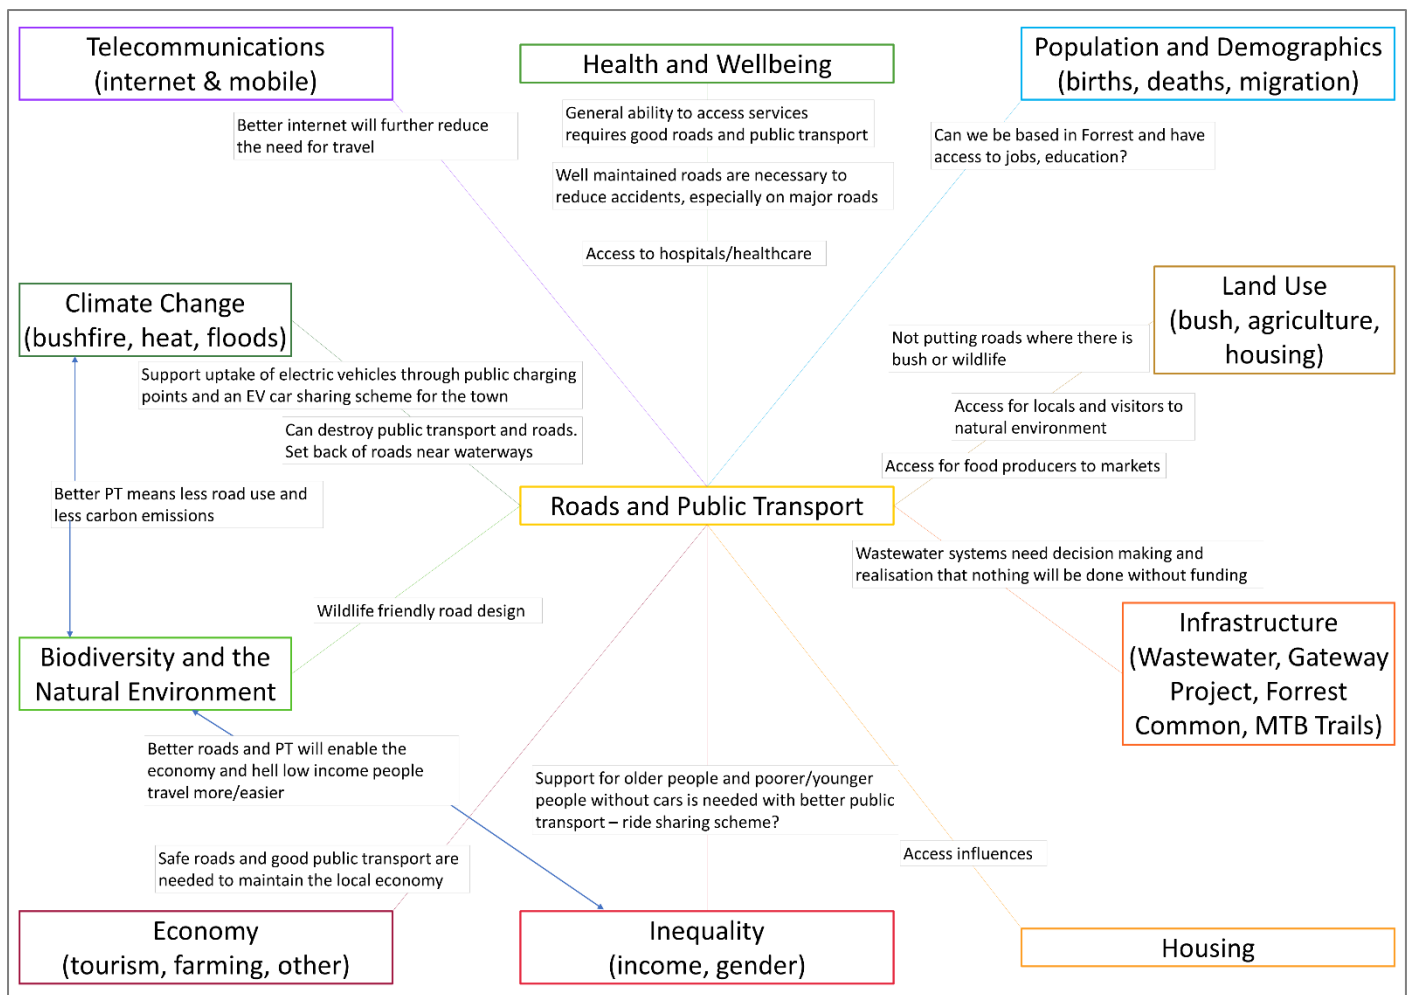 Telecommunications
(internet & mobile)
Health and Wellbeing
Population and Demographics
(births, deaths, migration)
Better internet will further reduce
the need for travel
General ability to access services
requires good roads and public transport
Can we be based in Forrest and have
access to jobs, education?
Well maintained roads are necessary to
reduce accidents, especially on major roads
Access to hospitals/healthcare
Climate Change
(bushfire, heat, floods)
Land Use
(bush, agriculture,
housing)
Not putting roads where there is
bush or wildlife
Support uptake of electric vehicles through public charging
points and an EV car sharing scheme for the town
Access for locals and visitors to
natural environment
Can destroy public transport and roads.
Set back of roads near waterways
Access for food producers to markets
Better PT means less road use and
less carbon emissions
Roads and Public Transport
Wastewater systems need decision making and
realisation that nothing will be done without funding
Wildlife friendly road design
Infrastructure
(Wastewater, Gateway
Project, Forrest
Common, MTB Trails)
Biodiversity and the
Natural Environment
Better roads and PT will enable the
economy and hell low income people
travel more/easier
Support for older people and poorer/younger
people without cars is needed with better public
transport – ride sharing scheme?
Safe roads and good public transport are
needed to maintain the local economy
Access influences
Economy
(tourism, farming, other)
Inequality
(income, gender)
Housing